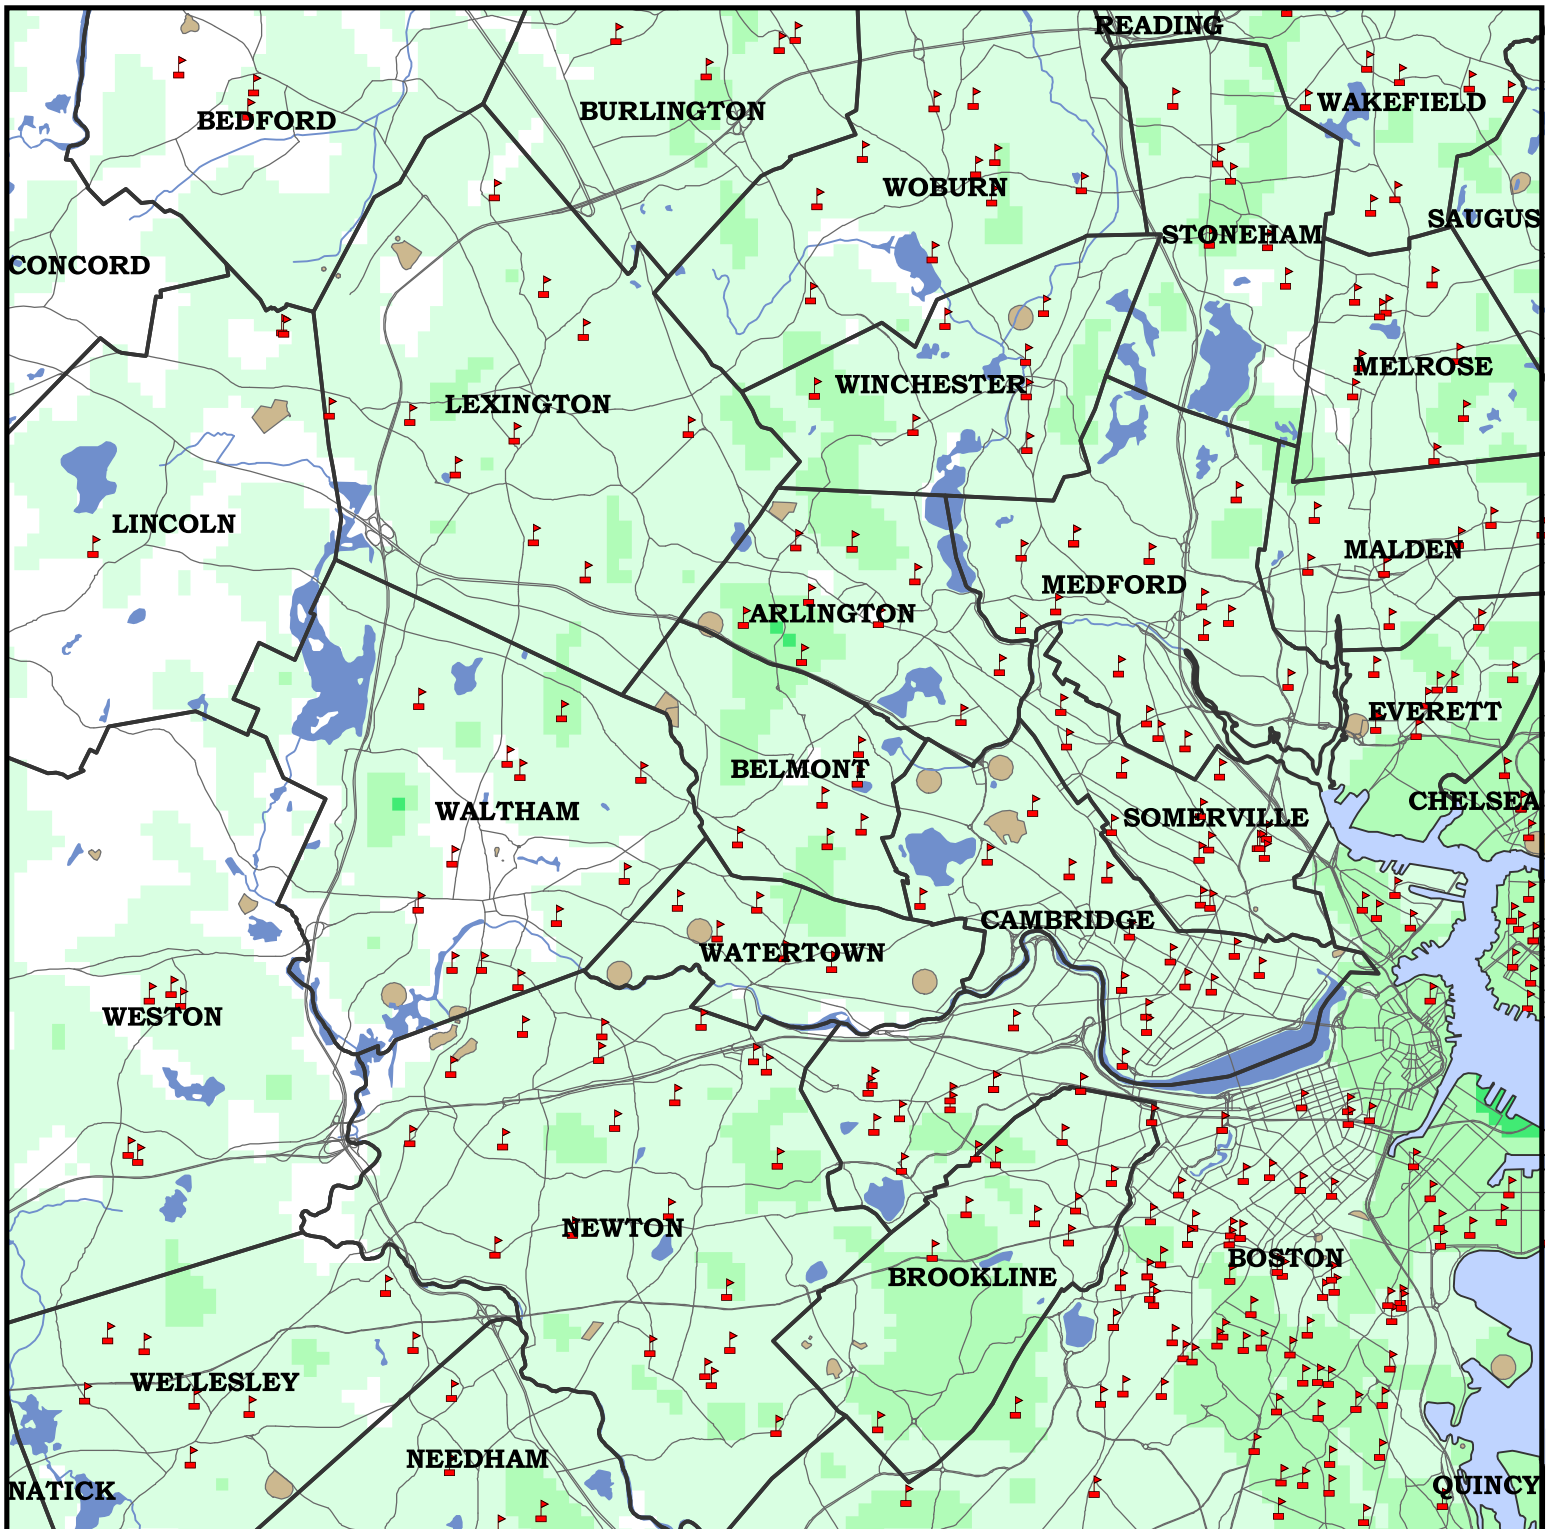 READING
WAKEFIELD
BURLINGTON
BEDFORD
WOBURN
SAUGUS
STONEHAM
CONCORD
MELROSE
WINCHESTER
LEXINGTON
LINCOLN
MALDEN
MEDFORD
ARLINGTON
EVERETT
BELMONT
CHELSEA
WALTHAM
SOMERVILLE
CAMBRIDGE
WATERTOWN
WESTON
NEWTON
BOSTON
BROOKLINE
WELLESLEY
NEEDHAM
QUINCY
NATICK